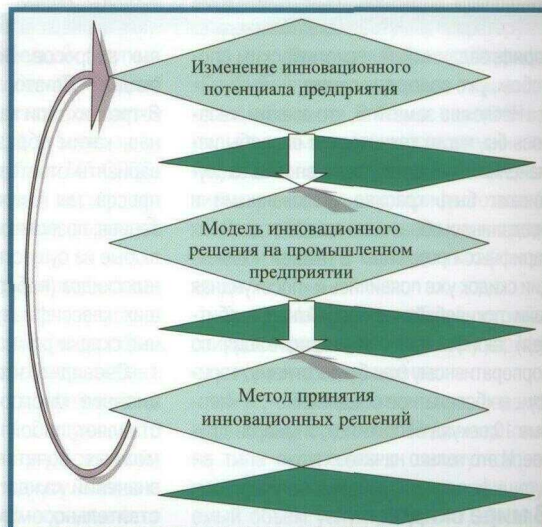 Изменение инновационного
потенциала предприятия
Модель инновационного
решения на промышленном
предприятии
Метод принятия
инновационных решений